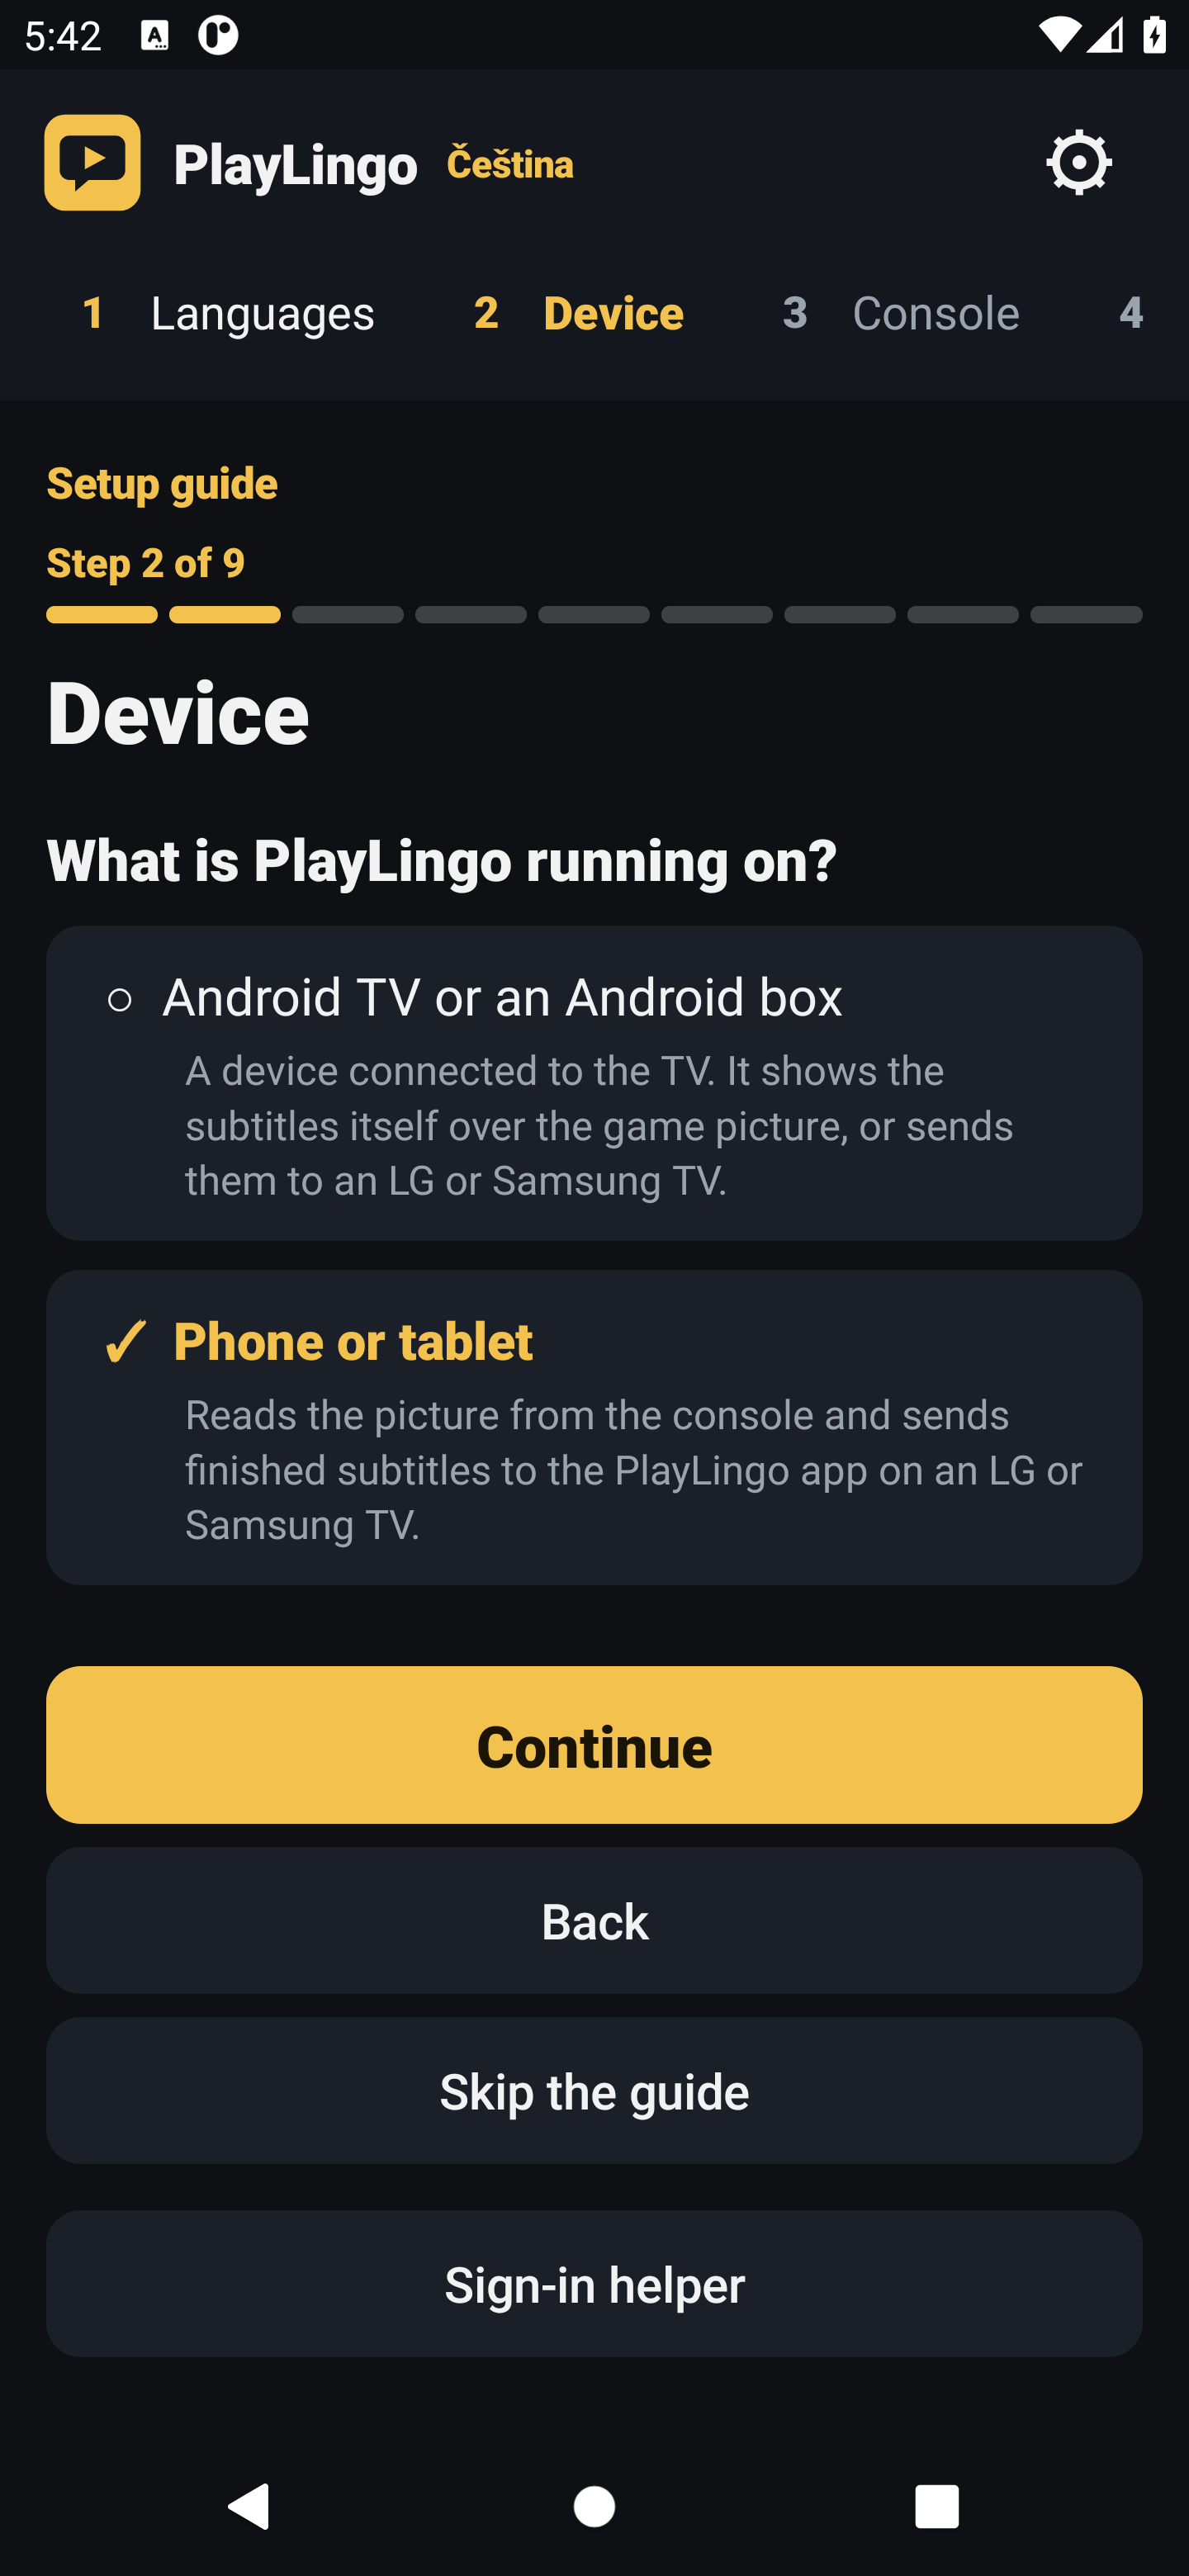 5:42
PlayLingo Čeština
1 Languages 2 Device 3 Console 4
Setup guide
Step 2 of 9
Device
What is PlayLingo running on?
○ Android TV or an Android box
A device connected to the TV. It shows the
subtitles itself over the game picture, or sends
them to an LG or Samsung TV.
✓ Phone or tablet
Reads the picture from the console and sends
finished subtitles to the PlayLingo app on an LG or
Samsung TV.
Continue
Back
Skip the guide
Sign-in helper